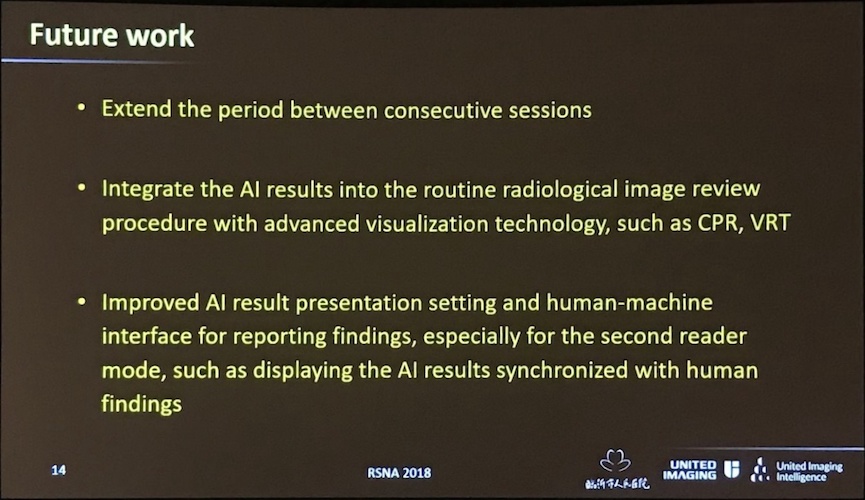 Future work
• Extend the period between consecutive sessions
• Integrate the AI results into the routine radiological image review
procedure with advanced visualization technology, such as CPR, VRT
• Improved AI result presentation setting and human-machine
interface for reporting findings, especially for the second reader
mode, such as displaying the AI results synchronized with human
findings
14
RSNA 2018
临沂市人民医院
UNITED
IMAGING
United Imaging
Intelligence